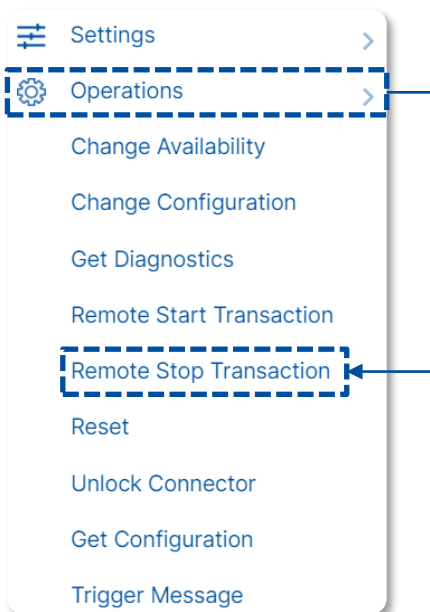 Settings
Operations
Change Availability
Change Configuration
Get Diagnostics
Remote Start Transaction
Remote Stop Transaction
Reset
Unlock Connector
Get Configuration
Trigger Message